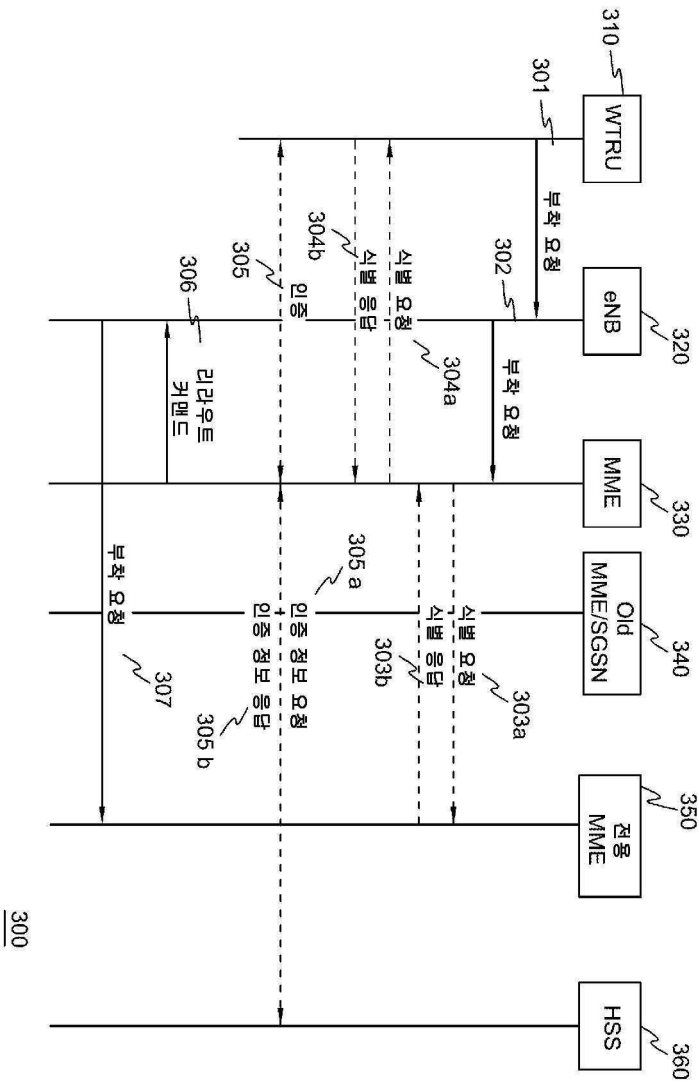 310
WTRU
320
eNB
330
MME
340
Old
MME/SGSN
350
전용
MME
360
HSS
301
부착 요청
302
부착 요청
303a
식별 요청
식별 응답
303b
304a
식별 요청
식별 응답
304b
305
인증
305 a
인증 정보 요청
인증 정보 응답
305 b
306
리라우트
커맨드
부착 요청
307
300